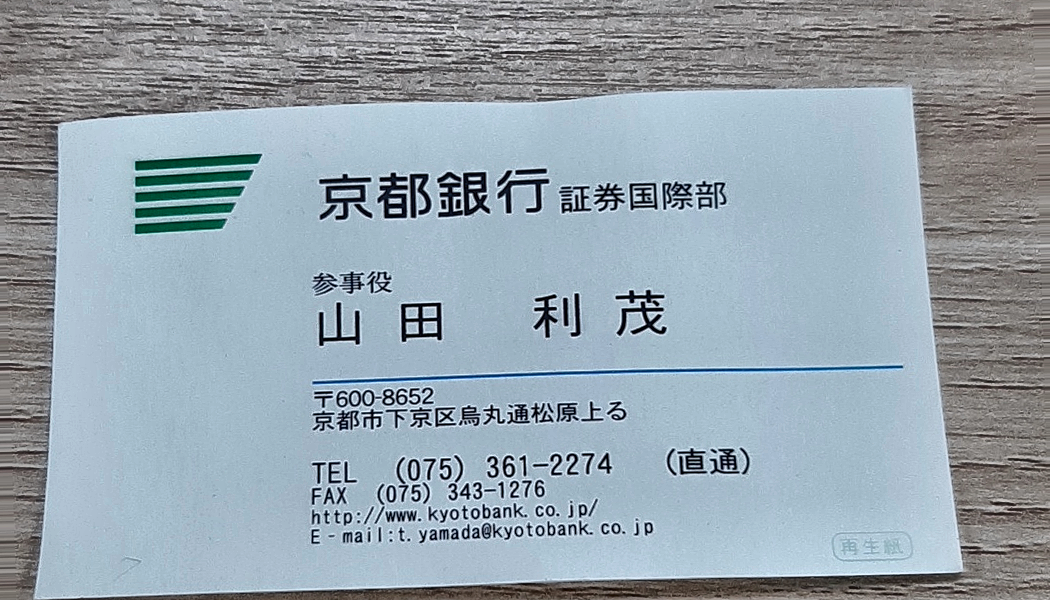 京都銀行 証券国際部
参事役
山田 利茂
〒600-8652
京都市下京区烏丸通松原上る
TEL (075) 361-2274 (直通)
FAX (075) 343-1276
http://www.kyotobank.co.jp/
E-mail:t.yamada@kyotobank.co.jp
再生紙